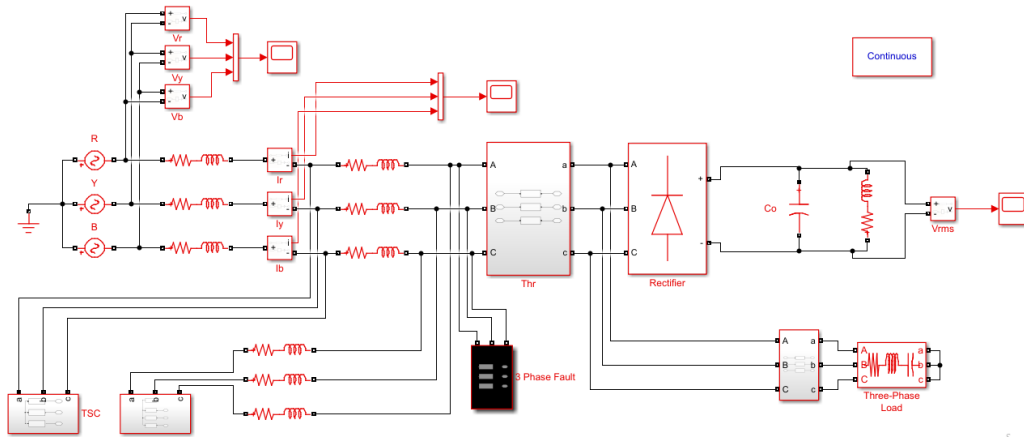 + v
-
Vr
+ v
-
Vy
+ v
-
Vb
Continuous
R
Y
B
+ i
-
Ir
+ i
-
Iy
+ i
-
Ib
A a
B b
C c
Thr
A +
B
C -
Rectifier
Co
+ v
-
Vrms
A a
B b
C c
A a
B b
C c
Three-Phase
Load
3 Phase Fault
a b c
TSC
a b c